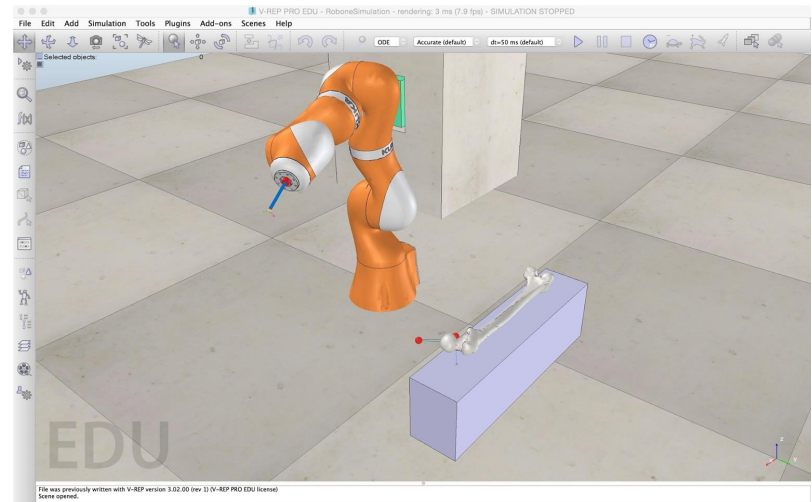 V-REP PRO EDU - RoboneSimulation - rendering: 3 ms (7.9 fps) - SIMULATION STOPPED
File Edit Add Simulation Tools Plugins Add-ons Scenes Help
ODE Accurate (default) dt=50 ms (default)
Selected objects: 0
f(x)
KUKA
EDU
z
File was previously written with V-REP version 3.02.00 (rev 1) (V-REP PRO EDU license)
Scene opened.